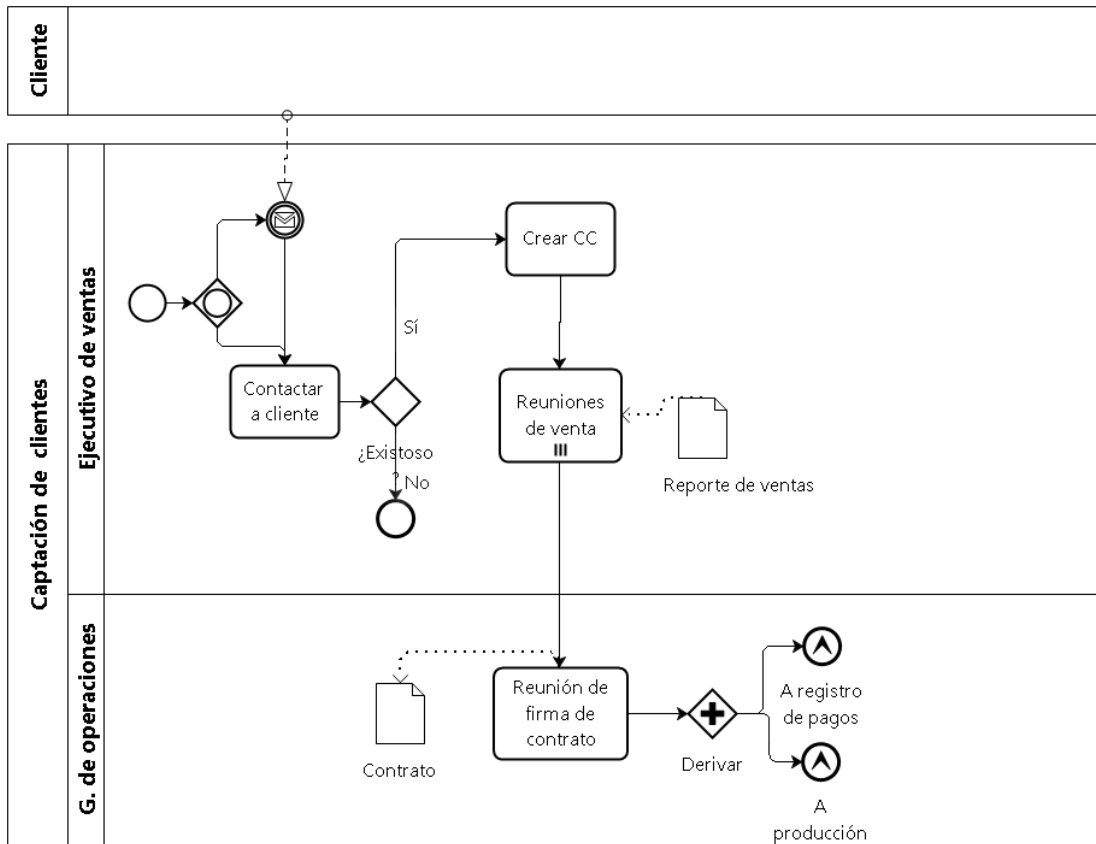 Cliente
Captación de clientes
Ejecutivo de ventas
Crear CC
Sí
Contactar
a cliente
¿Existoso
?
No
Reuniones
de venta
Reporte de ventas
G. de operaciones
Contrato
Reunión de
firma de
contrato
Derivar
A registro
de pagos
A
producción